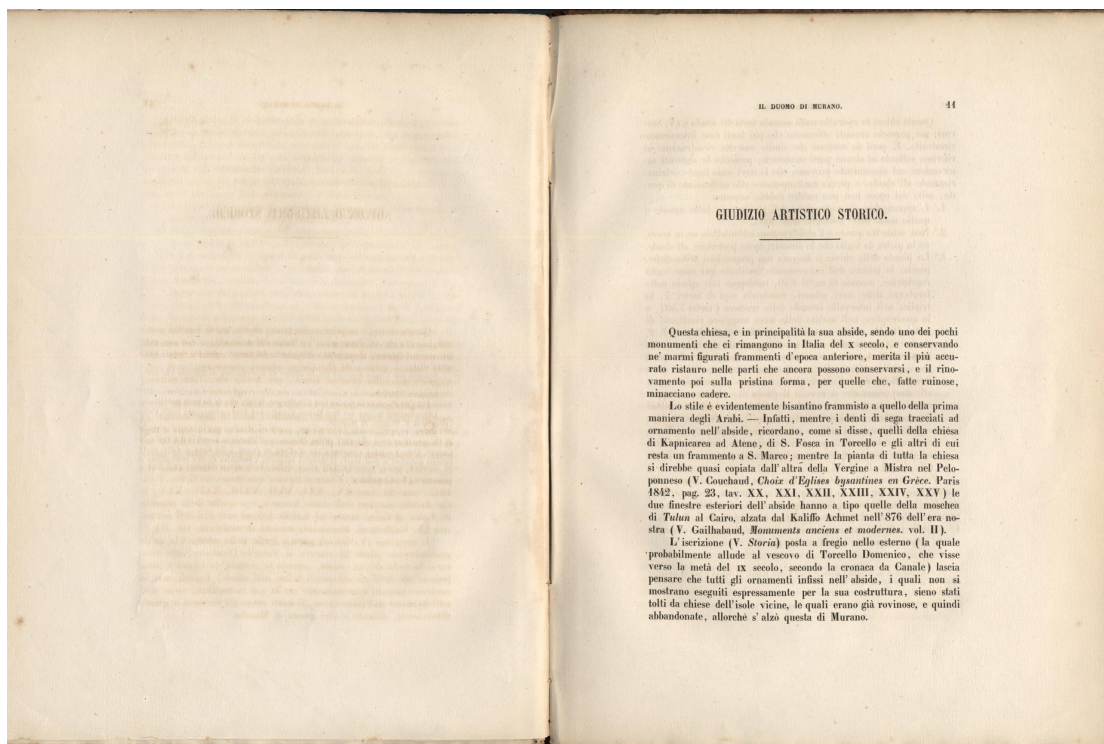 IL DUOMO DI MURANO. 11
GIUDIZIO ARTISTICO STORICO.
Questa chiesa, e in principalità la sua abside, sendo uno dei pochi
monumenti che ci rimangono in Italia del X secolo, e conservando
ne' marmi figurati frammenti d'epoca anteriore, merita il più accu-
rato ristauro nelle parti che ancora possono conservarsi, e il rino-
vamento poi sulla pristina forma, per quelle che, fatte ruinose,
minacciano cadere.
Lo stile è evidentemente bisantino frammisto a quello della prima
maniera degli Arabi. — Infatti, mentre i denti di sega tracciati ad
ornamento nell'abside, ricordano, come si disse, quelli della chiesa
di Kapnicarea ad Atene, di S. Fosca in Torcello e gli altri di cui
resta un frammento a S. Marco; mentre la pianta di tutta la chiesa
si direbbe quasi copiata dall'altra della Vergine a Mistra nel Pelo-
ponneso (V. Couchaud, Choix d'Eglises bysantines en Grèce. Paris
1842, pag. 23, tav. XX, XXI, XXII, XXIII, XXIV, XXV) le
due finestre esteriori dell'abside hanno a tipo quelle della moschea
di Tulun al Cairo, alzata dal Kaliffo Achmet nell'876 dell'era no-
stra (V. Gailhabaud, Monuments anciens et modernes. vol. II).
L'iscrizione (V. Storia) posta a fregio nello esterno (la quale
probabilmente allude al vescovo di Torcello Domenico, che visse
verso la metà del IX secolo, secondo la cronaca da Canale) lascia
pensare che tutti gli ornamenti infissi nell'abside, i quali non si
mostrano eseguiti espressamente per la sua costruttura, sieno stati
tolti da chiese dell'isole vicine, le quali erano già rovinose, e quindi
abbandonate, allorchè s'alzò questa di Murano.